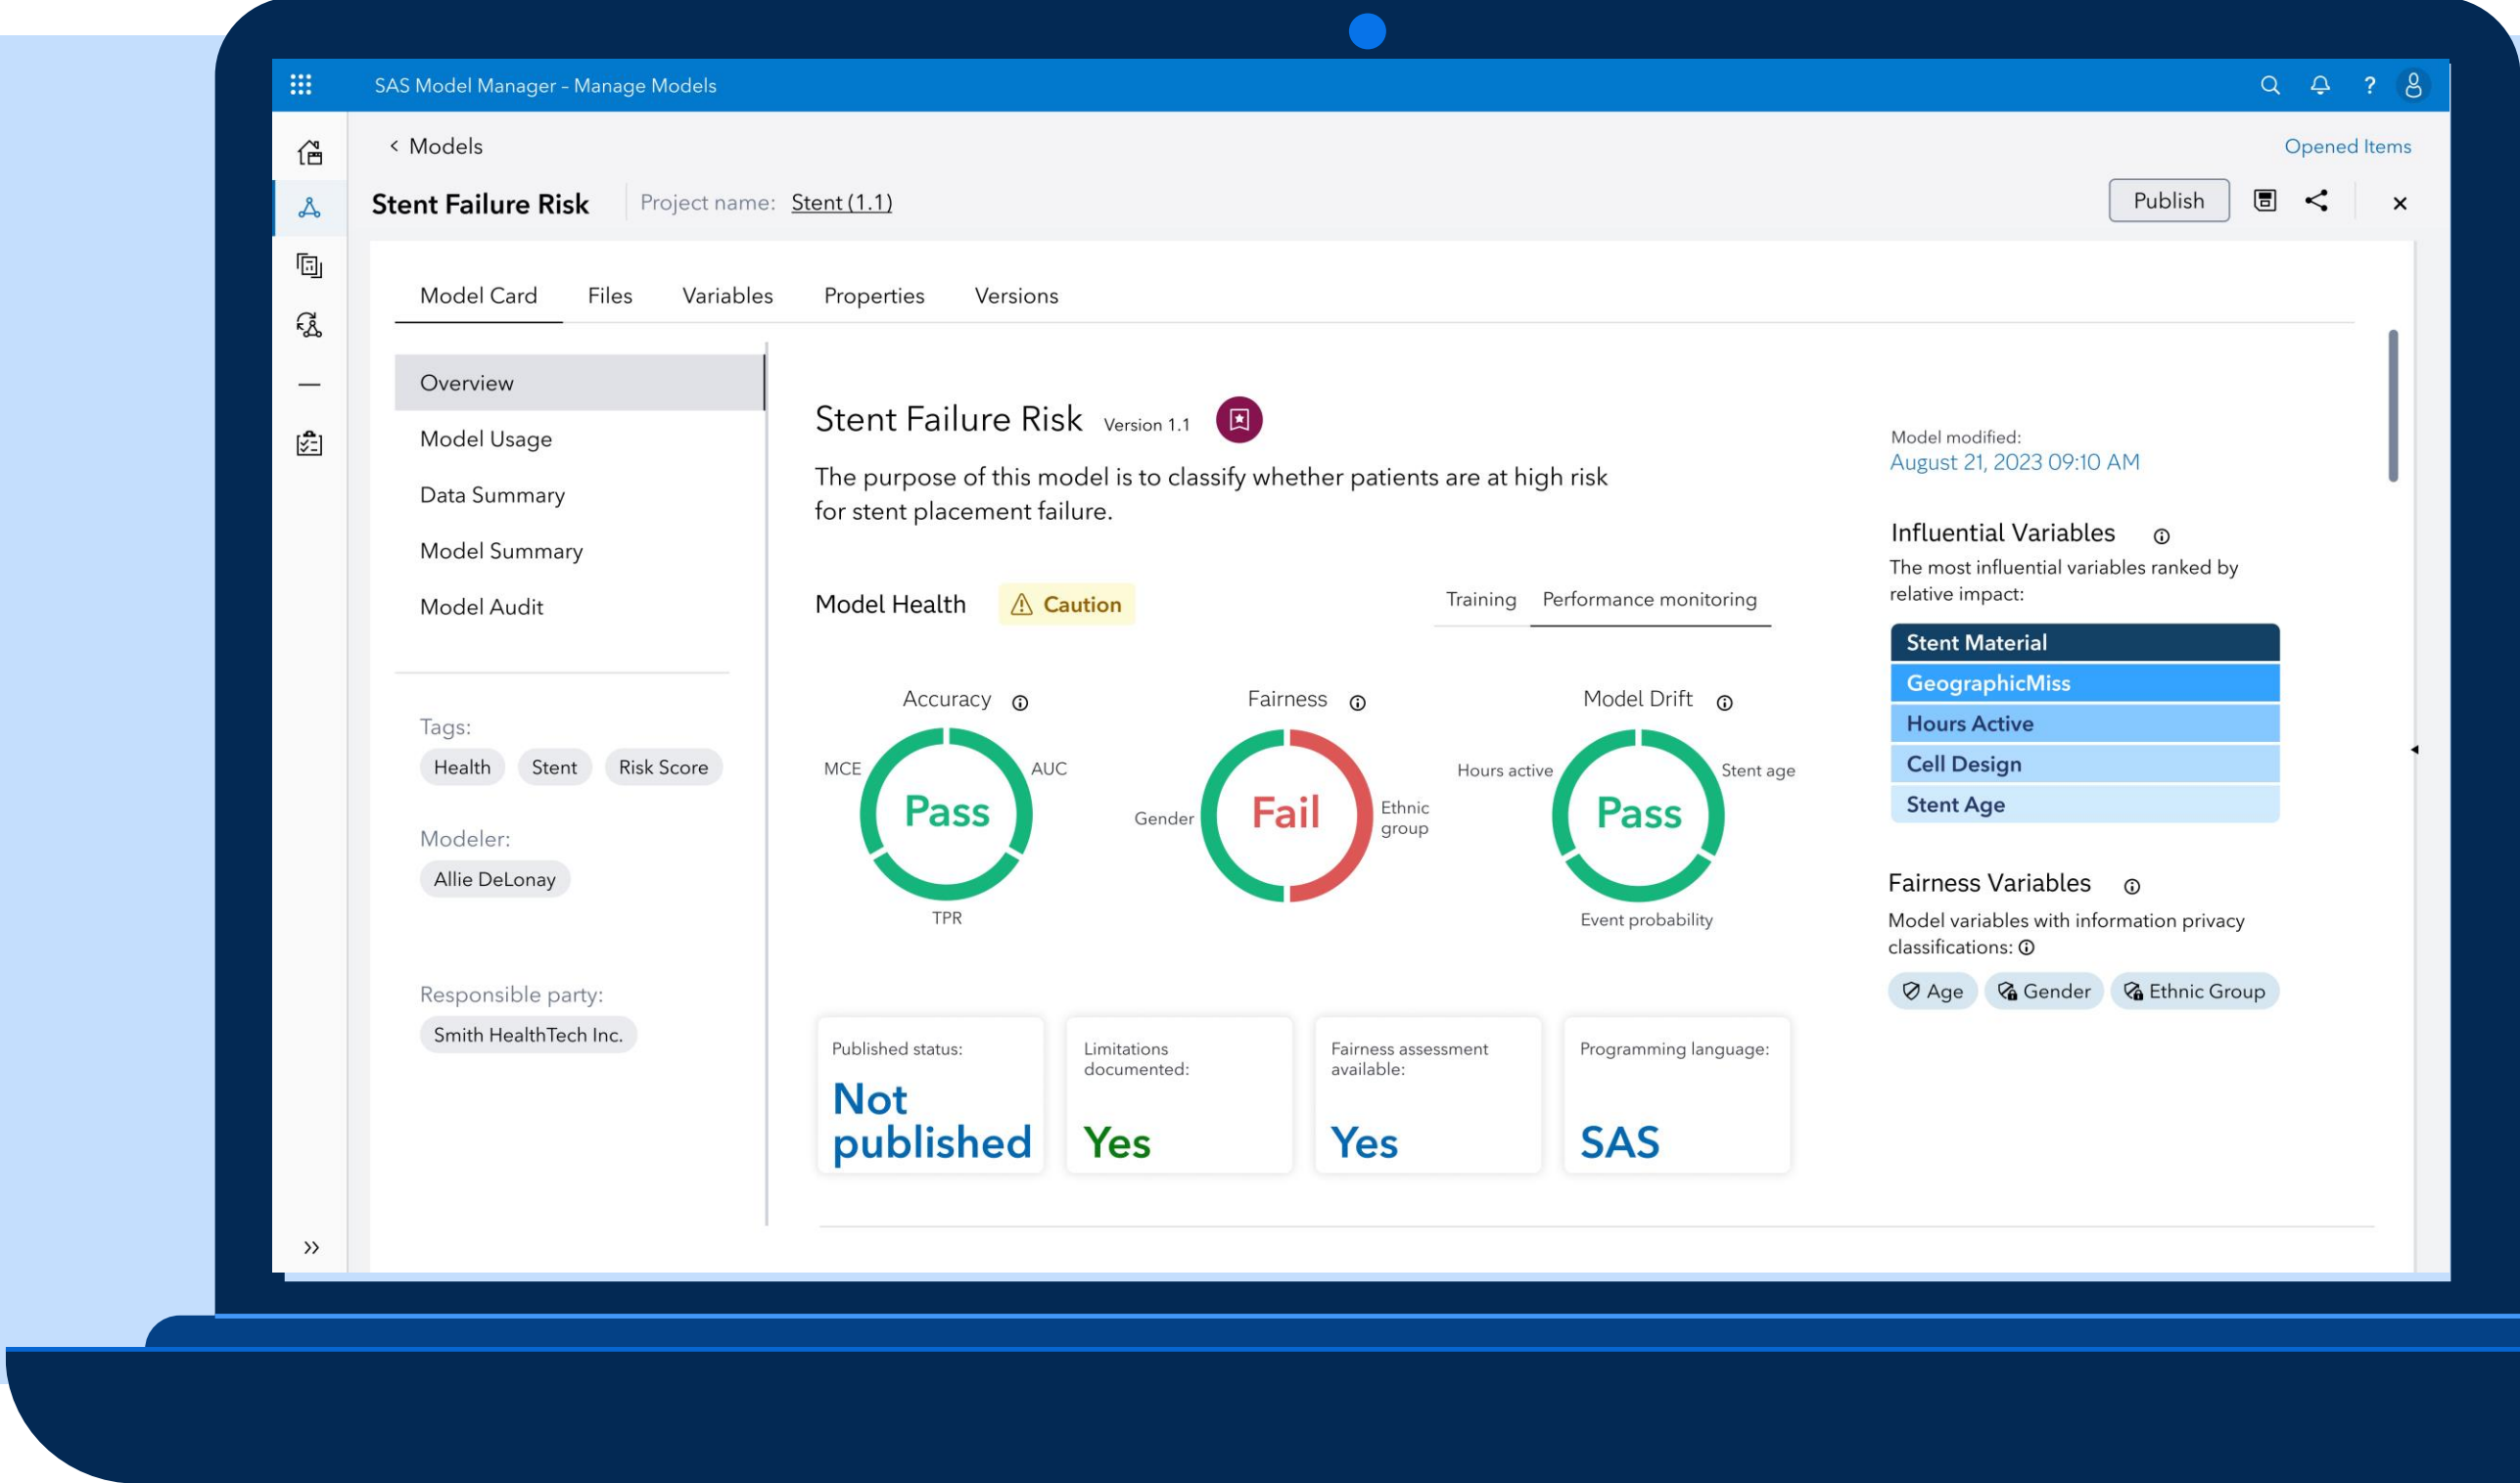 SAS Model Manager – Manage Models
?
< Models
Opened Items
Stent Failure Risk
Project name: Stent (1.1)
Publish
Model Card
Files
Variables
Properties
Versions
Overview
Model Usage
Data Summary
Model Summary
Model Audit
Tags:
Health
Stent
Risk Score
Modeler:
Allie DeLonay
Responsible party:
Smith HealthTech Inc.
Stent Failure Risk Version 1.1
The purpose of this model is to classify whether patients are at high risk
for stent placement failure.
Model Health
Caution
Training
Performance monitoring
Accuracy
MCE
AUC
Pass
TPR
Fairness
Gender
Fail
Ethnic
group
Model Drift
Hours active
Stent age
Pass
Event probability
Published status:
Not
published
Limitations
documented:
Yes
Fairness assessment
available:
Yes
Programming language:
SAS
Model modified:
August 21, 2023 09:10 AM
Influential Variables
The most influential variables ranked by
relative impact:
Stent Material
GeographicMiss
Hours Active
Cell Design
Stent Age
Fairness Variables
Model variables with information privacy
classifications:
Age
Gender
Ethnic Group